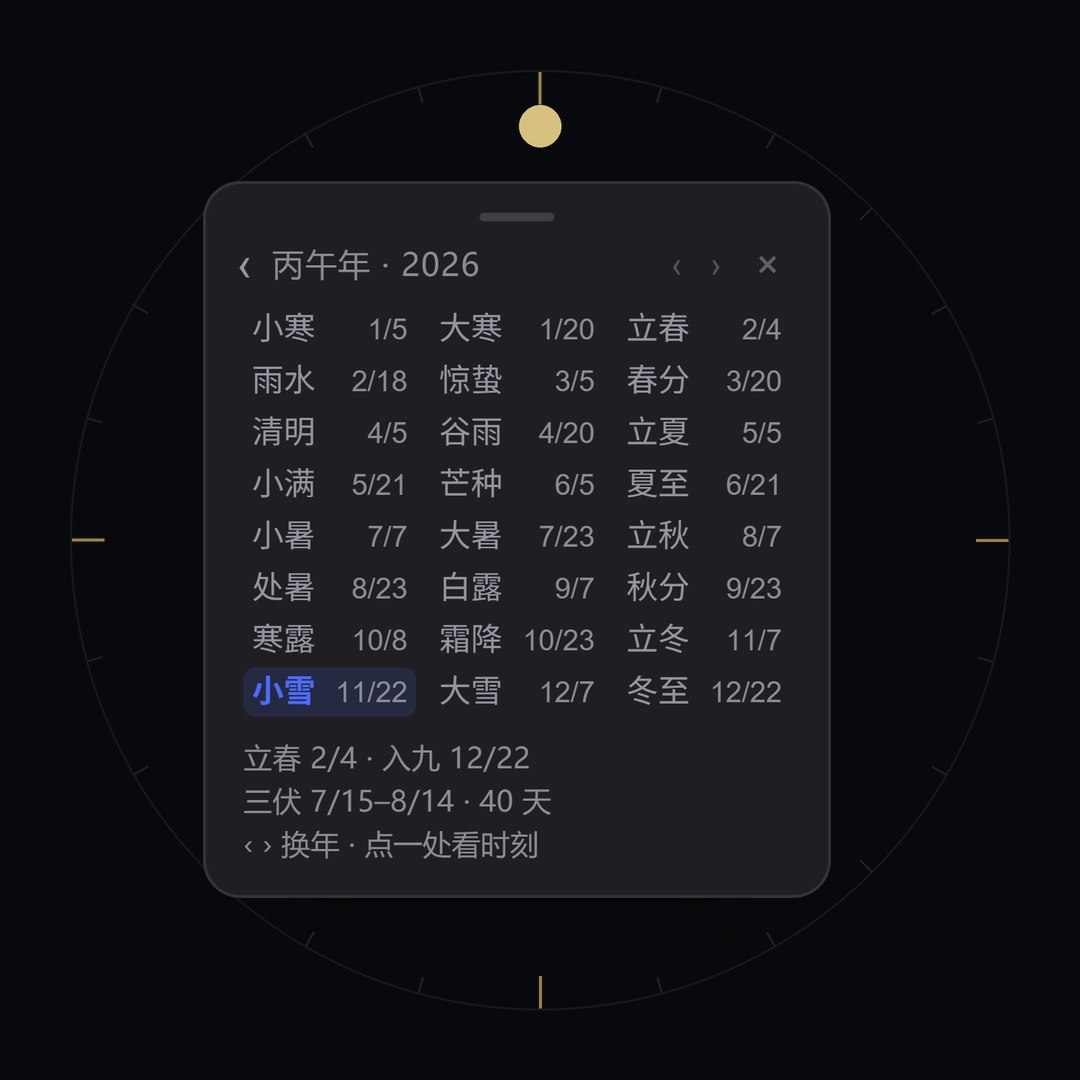 ‹ 丙午年 · 2026 ‹ › ×
小寒 1/5 大寒 1/20 立春 2/4
雨水 2/18 惊蛰 3/5 春分 3/20
清明 4/5 谷雨 4/20 立夏 5/5
小满 5/21 芒种 6/5 夏至 6/21
小暑 7/7 大暑 7/23 立秋 8/7
处暑 8/23 白露 9/7 秋分 9/23
寒露 10/8 霜降 10/23 立冬 11/7
小雪 11/22 大雪 12/7 冬至 12/22
立春 2/4 · 入九 12/22
三伏 7/15–8/14 · 40 天
‹ › 换年 · 点一处看时刻